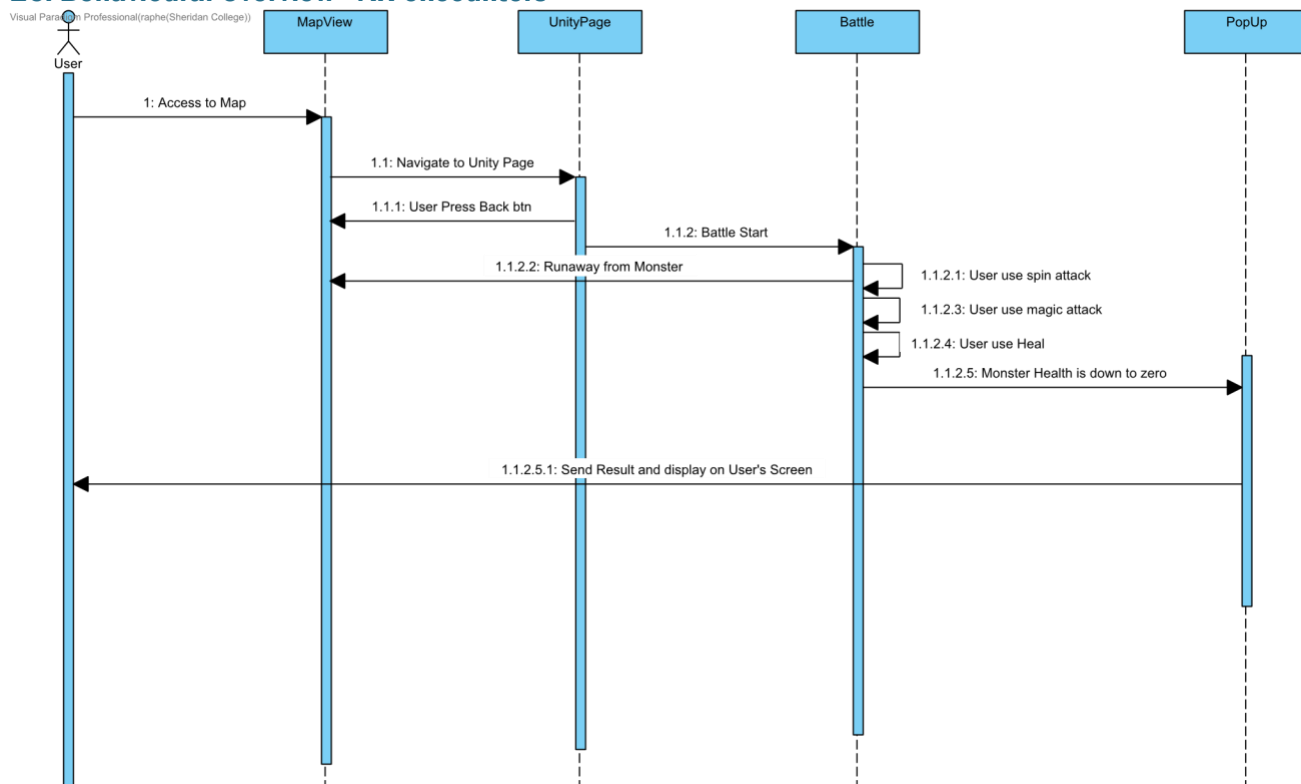 Visual Paradigm Professional(raphe(Sheridan College))
User
MapView
UnityPage
Battle
PopUp
1: Access to Map
1.1: Navigate to Unity Page
1.1.1: User Press Back btn
1.1.2: Battle Start
1.1.2.2: Runaway from Monster
1.1.2.1: User use spin attack
1.1.2.3: User use magic attack
1.1.2.4: User use Heal
1.1.2.5: Monster Health is down to zero
1.1.2.5.1: Send Result and display on User's Screen